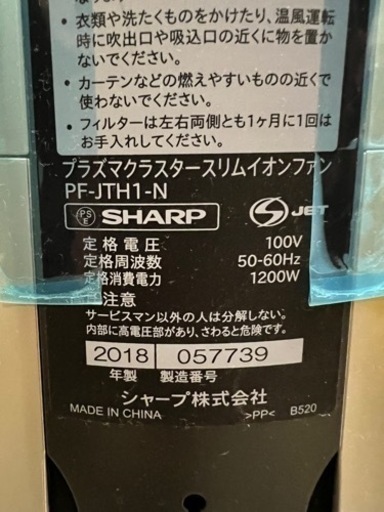 ・衣類や洗たくものをかけたり、温風運転
時に吹出口や吸込口の近くに物を置か
ないでください。
・カーテンなどの燃えやすいものの近くで
使わないでください。
・フィルターは左右両側とも1ヶ月に1回は
お手入れしてください。
プラズマクラスタースリムイオンファン
PF-JTH1-N
PS
E SHARP S JET
定格電圧 100V
定格周波数 50-60Hz
定格消費電力 1200W
注意
サービスマン以外の人は分解しない。
内部に高電圧部があり、さわると危険です。
2018 057739
年製 製造番号
シャープ株式会社
MADE IN CHINA >PP< B520